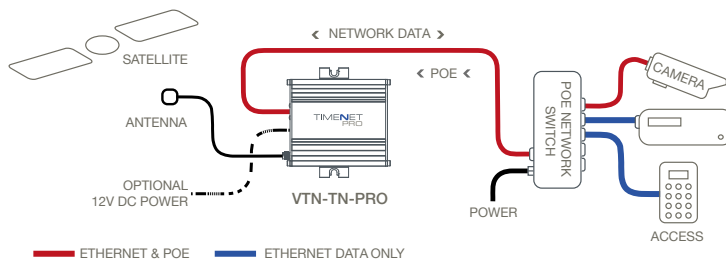 SATELLITE
< NETWORK DATA >
< POE <
CAMERA
ANTENNA
TIMENET
PRO
POE NETWORK
SWITCH
OPTIONAL
12V DC POWER
VTN-TN-PRO
POWER
ACCESS
ETHERNET & POE
ETHERNET DATA ONLY